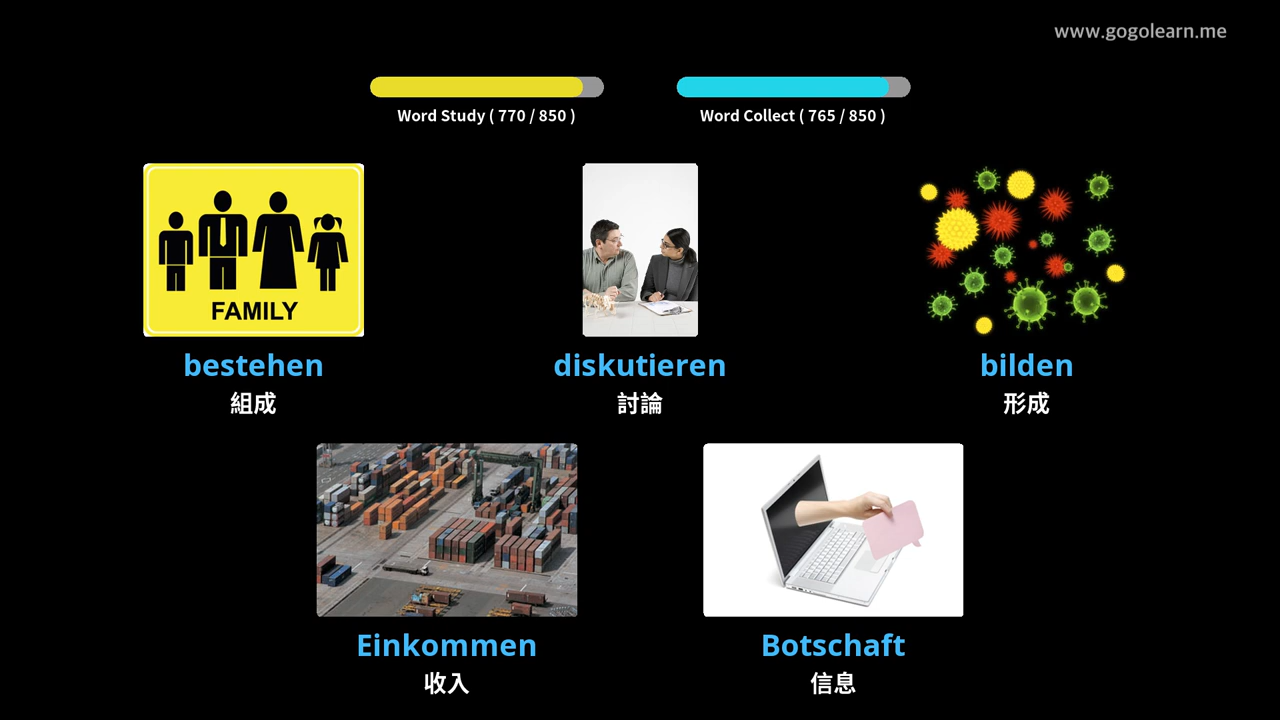 www.gogolearn.me
Word Study ( 770 / 850 )
Word Collect ( 765 / 850 )
FAMILY
bestehen
組成
diskutieren
討論
bilden
形成
Einkommen
收入
Botschaft
信息